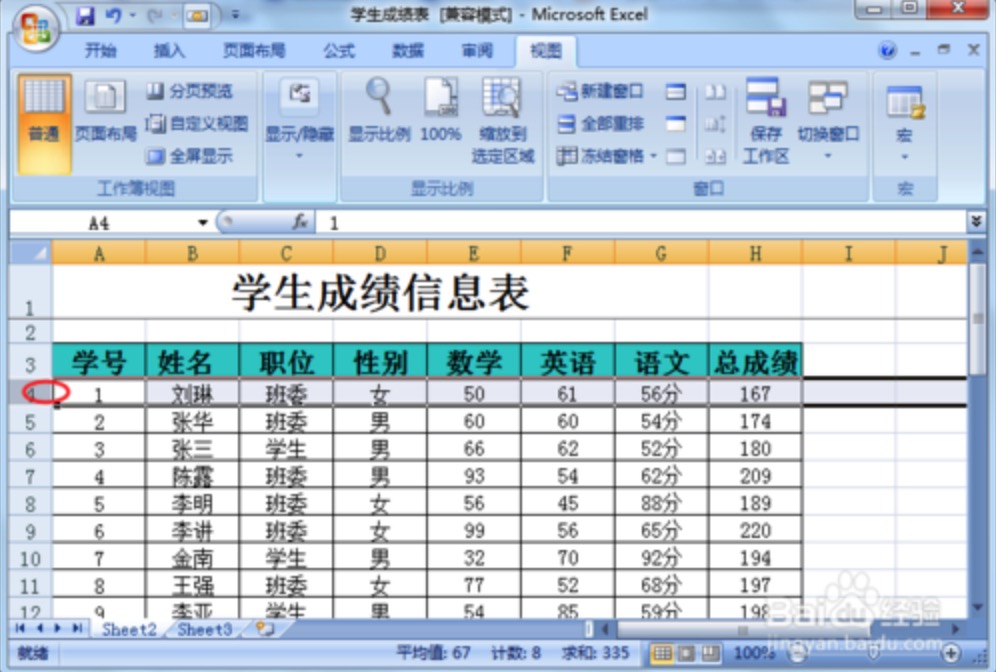 学生成绩表 [兼容模式] - Microsoft Excel
开始 插入 页面布局 公式 数据 审阅 视图
普通 页面布局 分页预览 自定义视图 全屏显示 显示/隐藏 显示比例 100% 缩放到选定区域 新建窗口 全部重排 冻结窗格 保存工作区 切换窗口 宏
工作簿视图 显示比例 窗口 宏
A4 fx 1
A B C D E F G H I J
1 学生成绩信息表
2
3 学号 姓名 职位 性别 数学 英语 语文 总成绩
4 1 刘琳 班委 女 50 61 56分 167
5 2 张华 班委 男 60 60 54分 174
6 3 张三 学生 男 66 62 52分 180
7 4 陈露 班委 男 93 54 62分 209
8 5 李明 班委 女 56 45 88分 189
9 6 李讲 班委 女 99 56 65分 220
10 7 金南 学生 男 32 70 92分 194
11 8 王强 班委 女 77 52 68分 197
12 9 李亚 学生 男 54 85 59分 198
Sheet2 Sheet3
就绪 平均值: 67 计数: 8 求和: 335 100%
Baidu 经验
jingyan.baidu.com